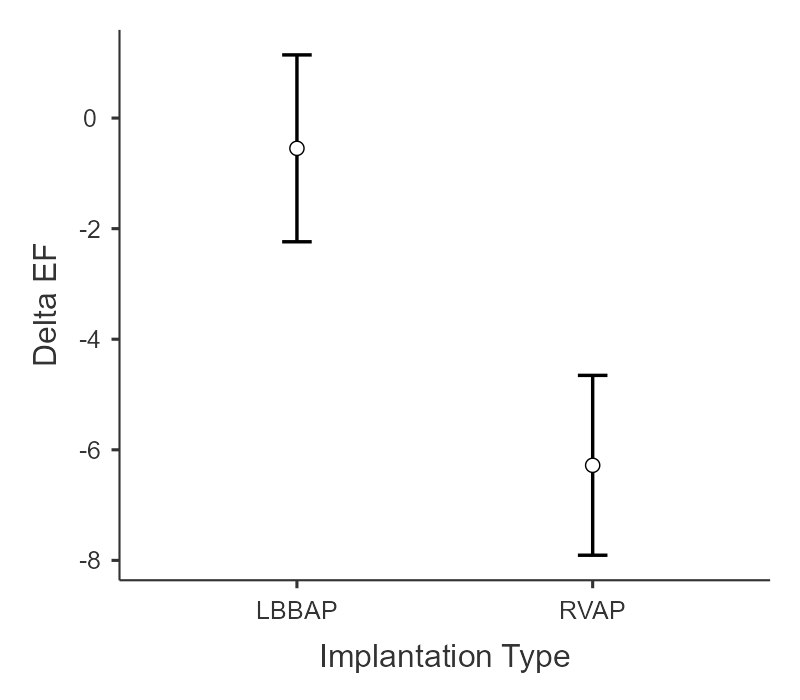 Delta EF
0
-2
-4
-6
-8
LBBAP RVAP
Implantation Type